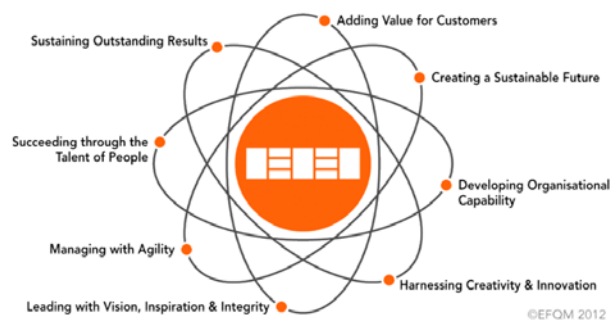 Adding Value for Customers
Sustaining Outstanding Results
Creating a Sustainable Future
Succeeding through the
Talent of People
Developing Organisational
Capability
Managing with Agility
Harnessing Creativity & Innovation
Leading with Vision, Inspiration & Integrity
©EFQM 2012